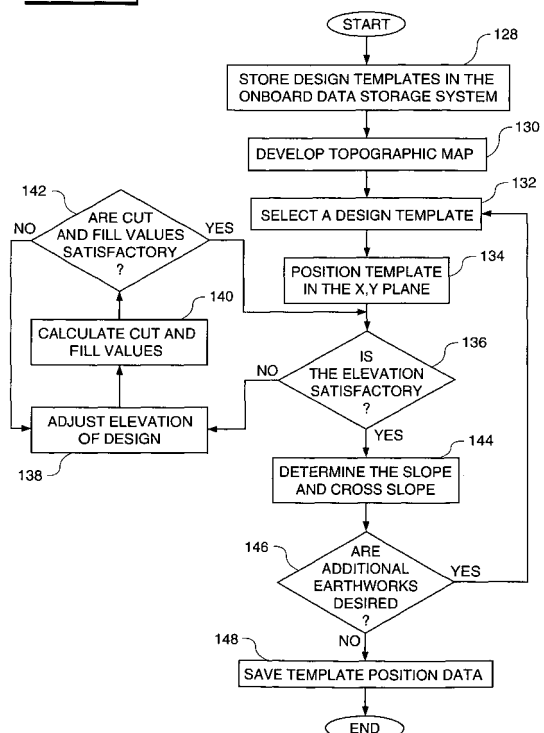 START
128
STORE DESIGN TEMPLATES IN THE
ONBOARD DATA STORAGE SYSTEM
130
DEVELOP TOPOGRAPHIC MAP
132
SELECT A DESIGN TEMPLATE
134
POSITION TEMPLATE
IN THE X,Y PLANE
142
NO
ARE CUT
AND FILL VALUES
SATISFACTORY
?
YES
140
CALCULATE CUT AND
FILL VALUES
136
IS
THE ELEVATION
SATISFACTORY
?
NO
YES
ADJUST ELEVATION
OF DESIGN
138
144
DETERMINE THE SLOPE
AND CROSS SLOPE
146
ARE
ADDITIONAL
EARTHWORKS
DESIRED
?
YES
NO
148
SAVE TEMPLATE POSITION DATA
END